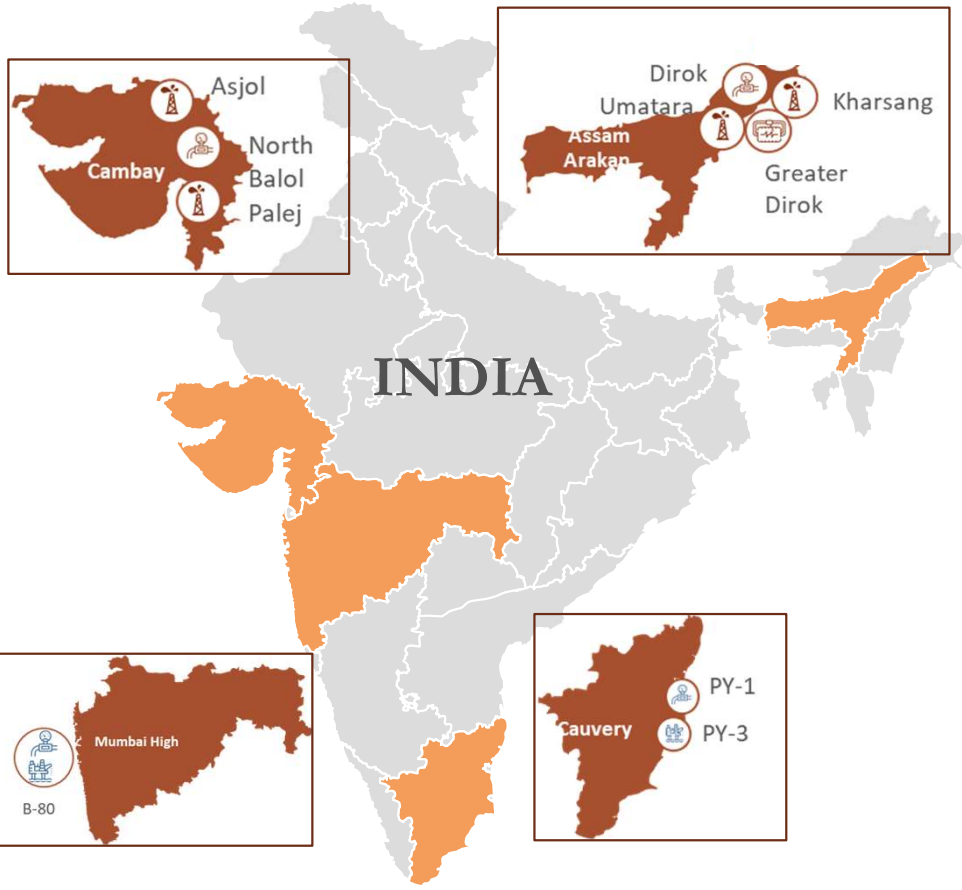 Asjol
North
Balol
Palej
Cambay
Dirok
Umatara
Kharsang
Assam
Arakan
Greater
Dirok
INDIA
Mumbai High
B-80
PY-1
PY-3
Cauvery